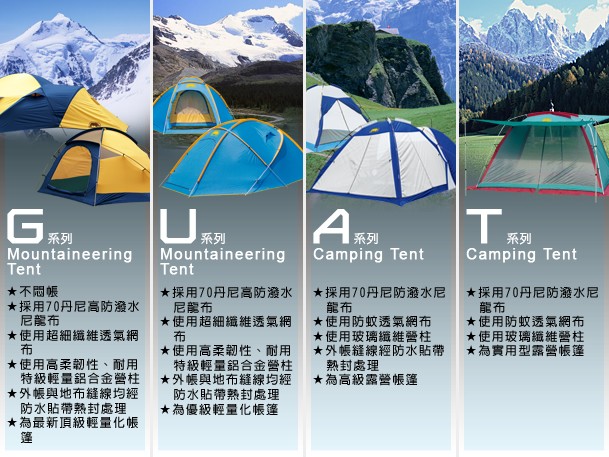 G 系列
Mountaineering
Tent
★不悶帳
★採用70丹尼高防潑水
尼龍布
★使用超細纖維透氣網
布
★使用高柔韌性、耐用
特級輕量鋁合金營柱
★外帳與地布縫線均經
防水貼帶熱封處理
★為最新頂級輕量化帳
篷
U 系列
Mountaineering
Tent
★採用70丹尼高防潑水
尼龍布
★使用超細纖維透氣網
布
★使用高柔韌性、耐用
特級輕量鋁合金營柱
★外帳與地布縫線均經
防水貼帶熱封處理
★為優級輕量化帳篷
A 系列
Camping Tent
★採用70丹尼防潑水尼
龍布
★使用防蚊透氣網布
★使用玻璃纖維營柱
★外帳縫線經防水貼帶
熱封處理
★為高級露營帳篷
T 系列
Camping Tent
★採用70丹尼防潑水尼
龍布
★使用防蚊透氣網布
★使用玻璃纖維營柱
★為實用型露營帳篷